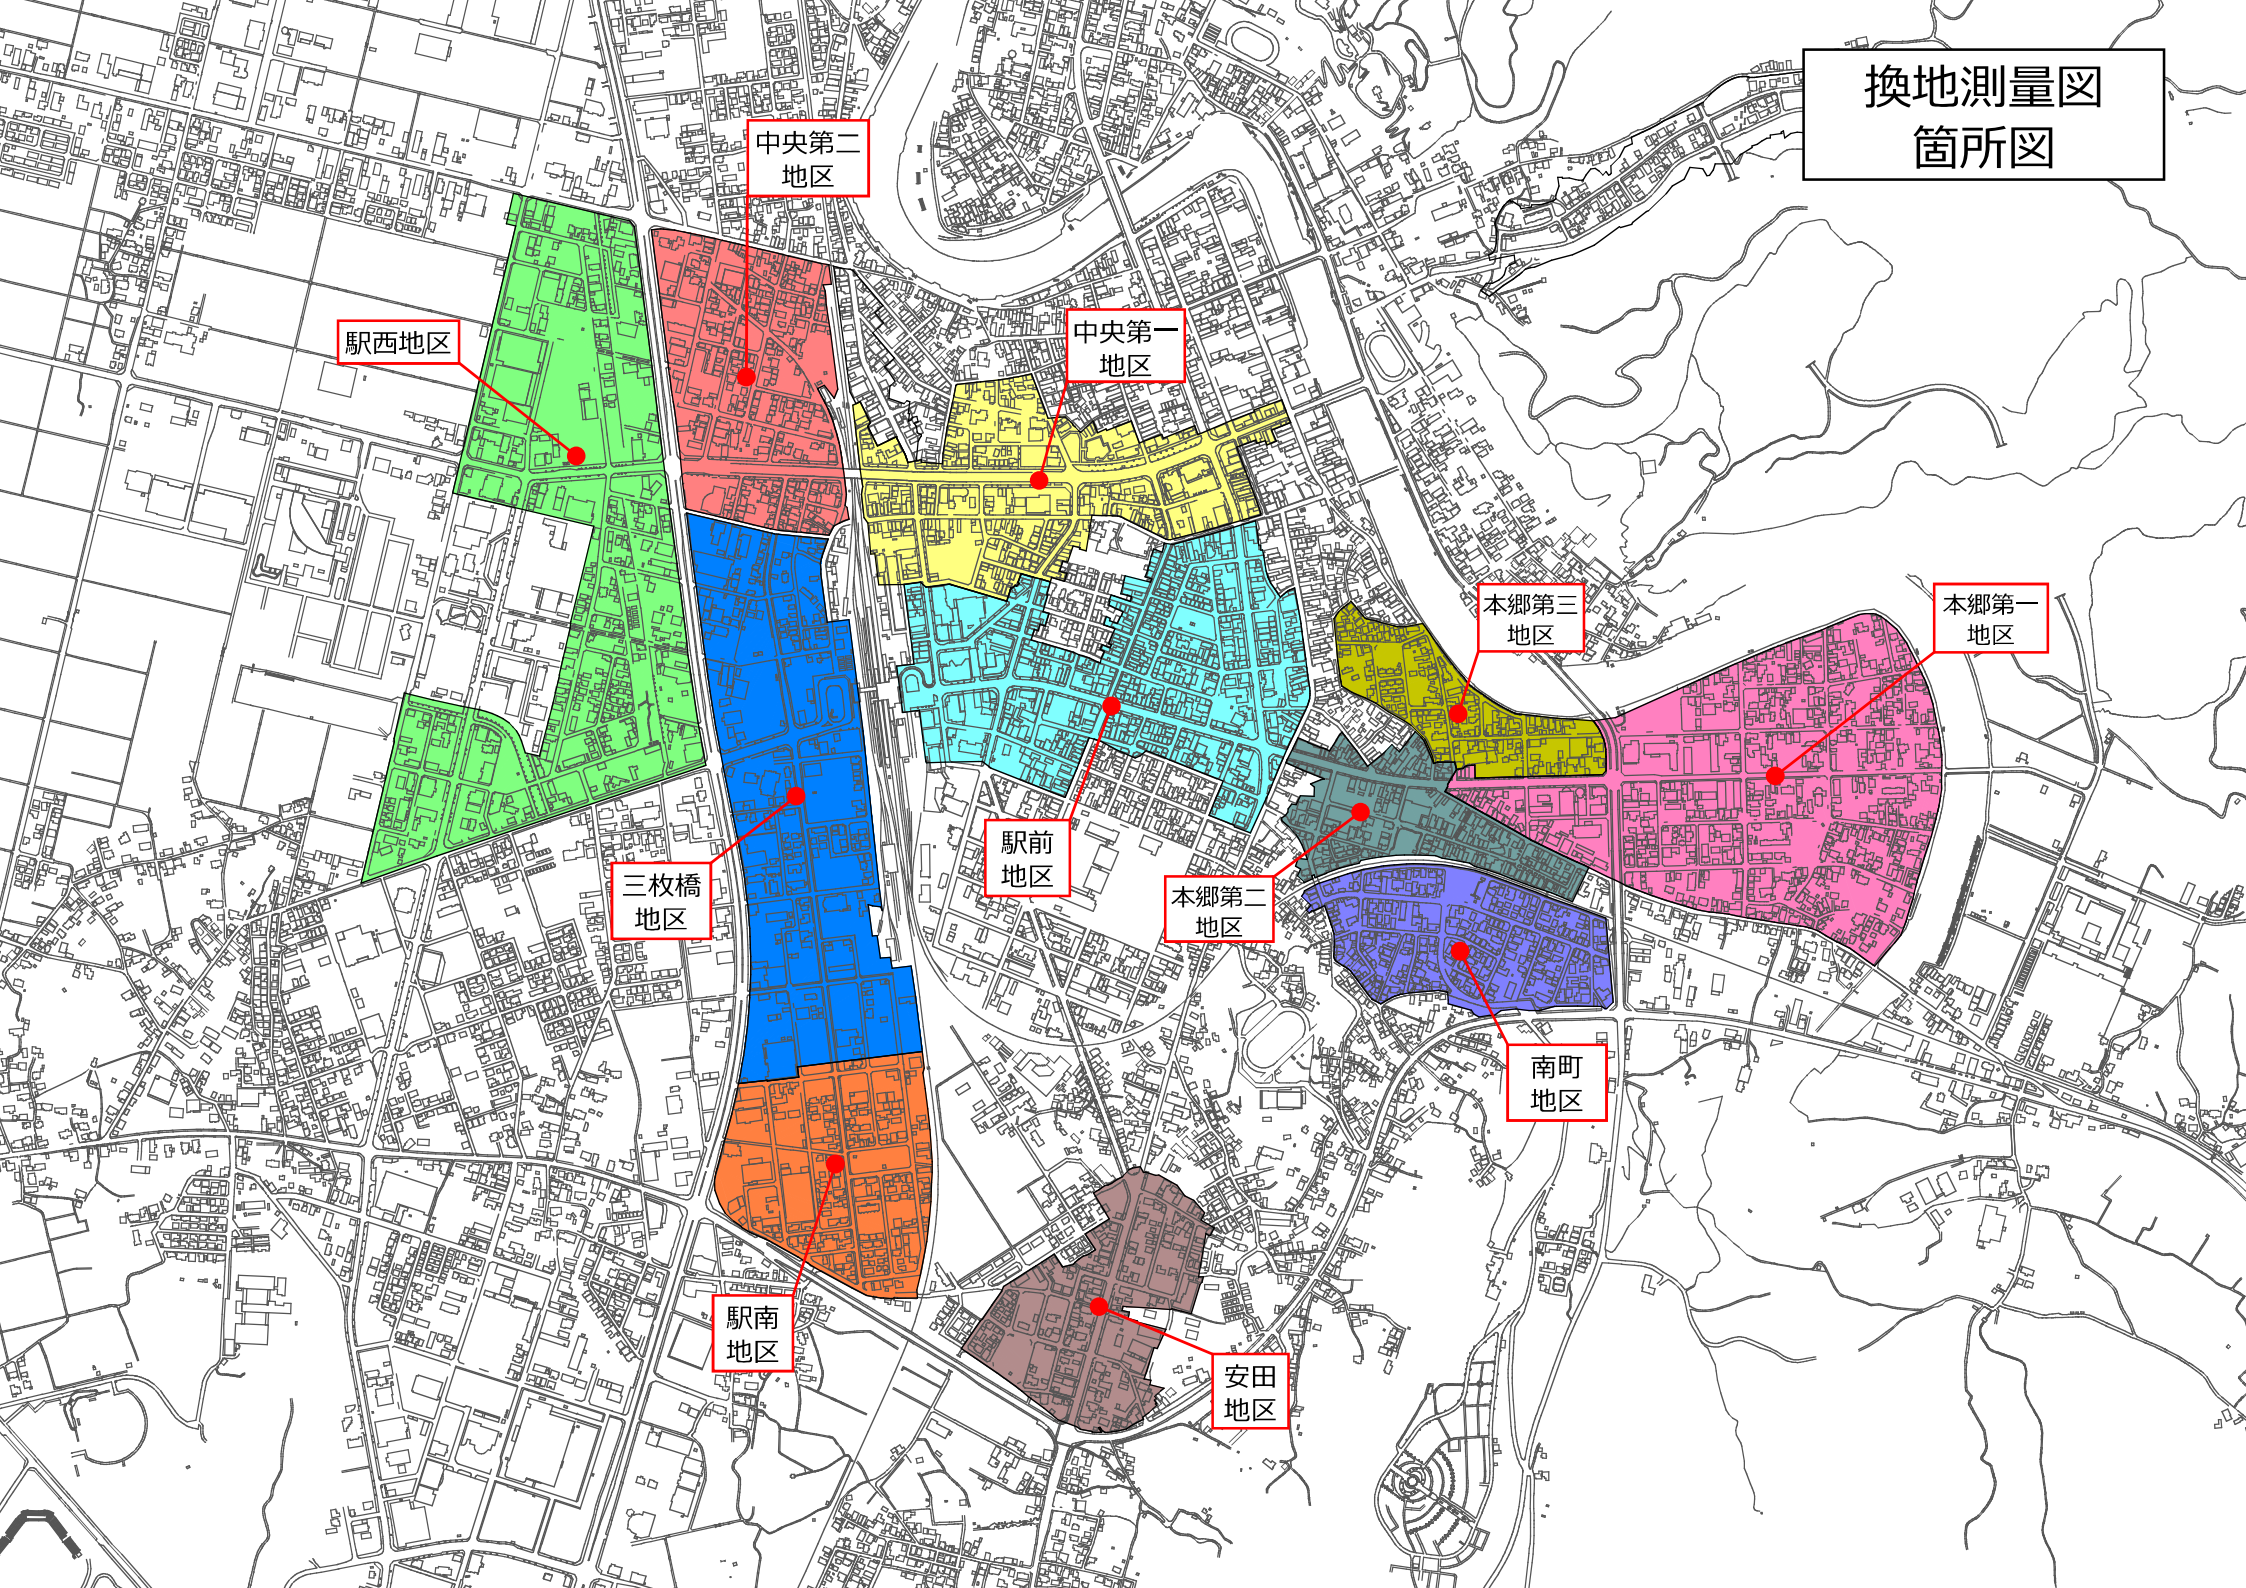 換地測量図
箇所図
中央第二
地区
駅西地区
中央第一
地区
本郷第三
地区
本郷第一
地区
駅前
地区
三枚橋
地区
本郷第二
地区
南町
地区
駅南
地区
安田
地区